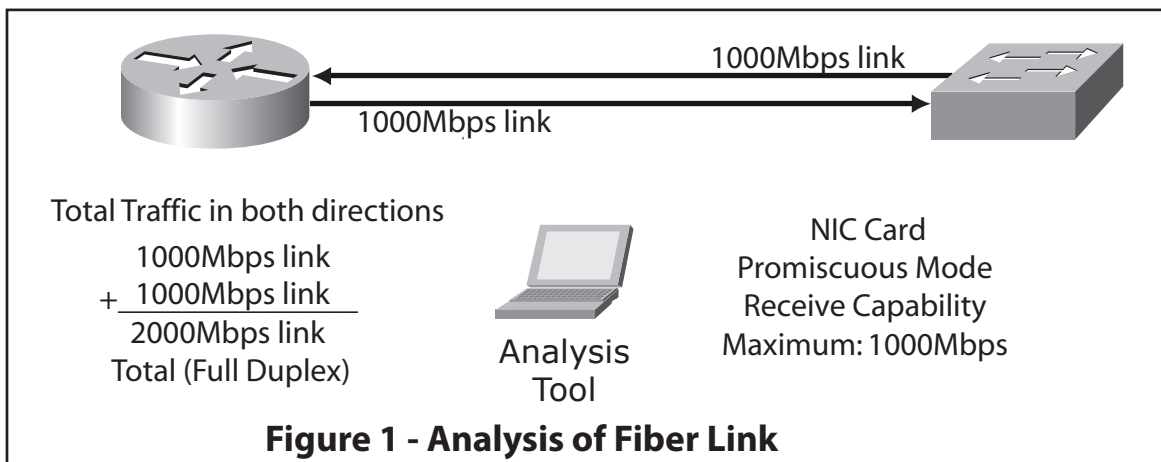 1000Mbps link
1000Mbps link
Total Traffic in both directions
1000Mbps link
+ 1000Mbps link
2000Mbps link
Total (Full Duplex)
Analysis
Tool
NIC Card
Promiscuous Mode
Receive Capability
Maximum: 1000Mbps
Figure 1 - Analysis of Fiber Link